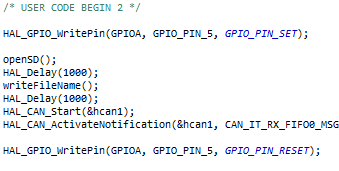 /* USER CODE BEGIN 2 */
HAL_GPIO_WritePin(GPIOA, GPIO_PIN_5, GPIO_PIN_SET);
openSD();
HAL_Delay(1000);
writeFileName();
HAL_Delay(1000);
HAL_CAN_Start(&hcan1);
HAL_CAN_ActivateNotification(&hcan1, CAN_IT_RX_FIFO0_MSG
HAL_GPIO_WritePin(GPIOA, GPIO_PIN_5, GPIO_PIN_RESET);